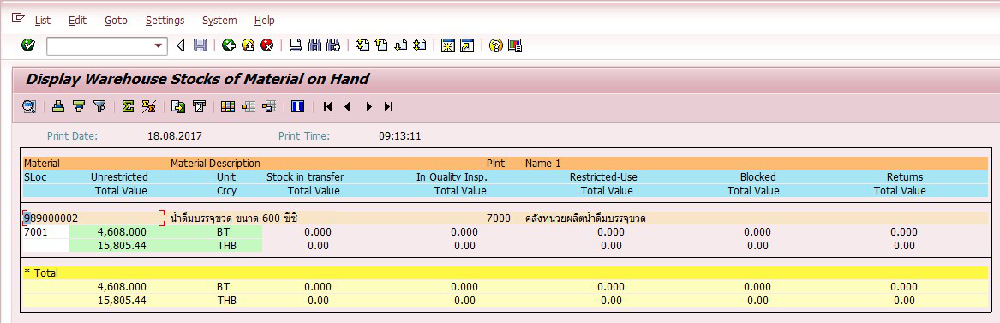 List Edit Goto Settings System Help
Display Warehouse Stocks of Material on Hand
Print Date: 18.08.2017 Print Time: 09:13:11
Material Material Description Plnt Name 1
SLoc Unrestricted Unit Stock in transfer In Quality Insp. Restricted-Use Blocked Returns
Total Value Crcy Total Value Total Value Total Value Total Value Total Value
989000002 น้ำดื่มบรรจุขวด ขนาด 600 ซีซี 7000 คลังหน่วยผลิตน้ำดื่มบรรจุขวด
7001 4,608.000 BT 0.000 0.000 0.000 0.000 0.000
15,805.44 THB 0.00 0.00 0.00 0.00 0.00
* Total
4,608.000 BT 0.000 0.000 0.000 0.000 0.000
15,805.44 THB 0.00 0.00 0.00 0.00 0.00